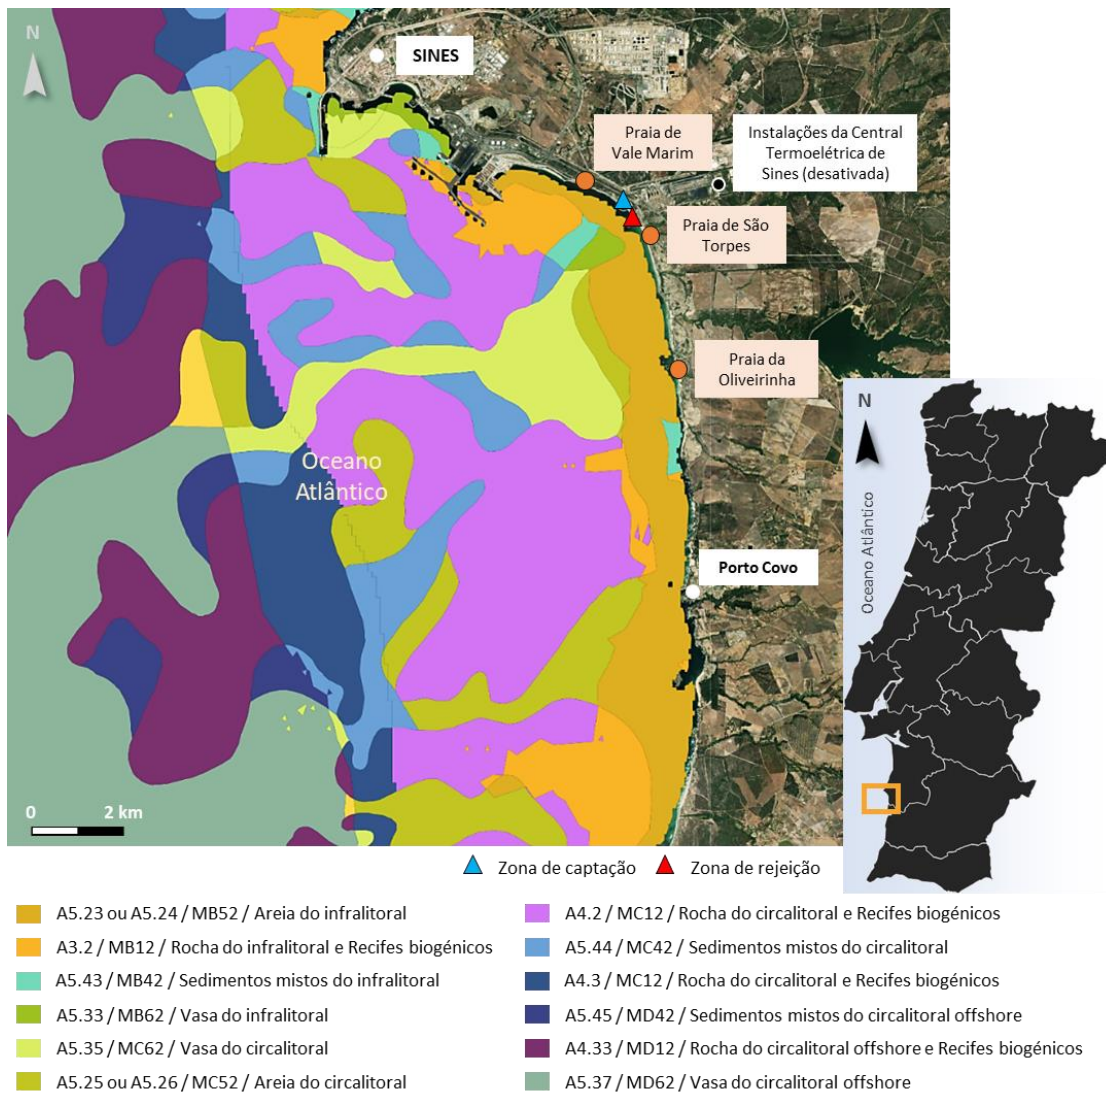 N
SINES
Praia de
Vale Marim
Instalações da Central
Termoelétrica de
Sines (desativada)
Praia de São
Torpes
Praia da
Oliveirinha
Oceano
Atlântico
Porto Covo
0 2 km
N
Oceano Atlântico
Zona de captação Zona de rejeição
A5.23 ou A5.24 / MB52 / Areia do infralitoral
A3.2 / MB12 / Rocha do infralitoral e Recifes biogénicos
A5.43 / MB42 / Sedimentos mistos do infralitoral
A5.33 / MB62 / Vasa do infralitoral
A5.35 / MC62 / Vasa do circalitoral
A5.25 ou A5.26 / MC52 / Areia do circalitoral
A4.2 / MC12 / Rocha do circalitoral e Recifes biogénicos
A5.44 / MC42 / Sedimentos mistos do circalitoral
A4.3 / MC12 / Rocha do circalitoral e Recifes biogénicos
A5.45 / MD42 / Sedimentos mistos do circalitoral offshore
A4.33 / MD12 / Rocha do circalitoral offshore e Recifes biogénicos
A5.37 / MD62 / Vasa do circalitoral offshore